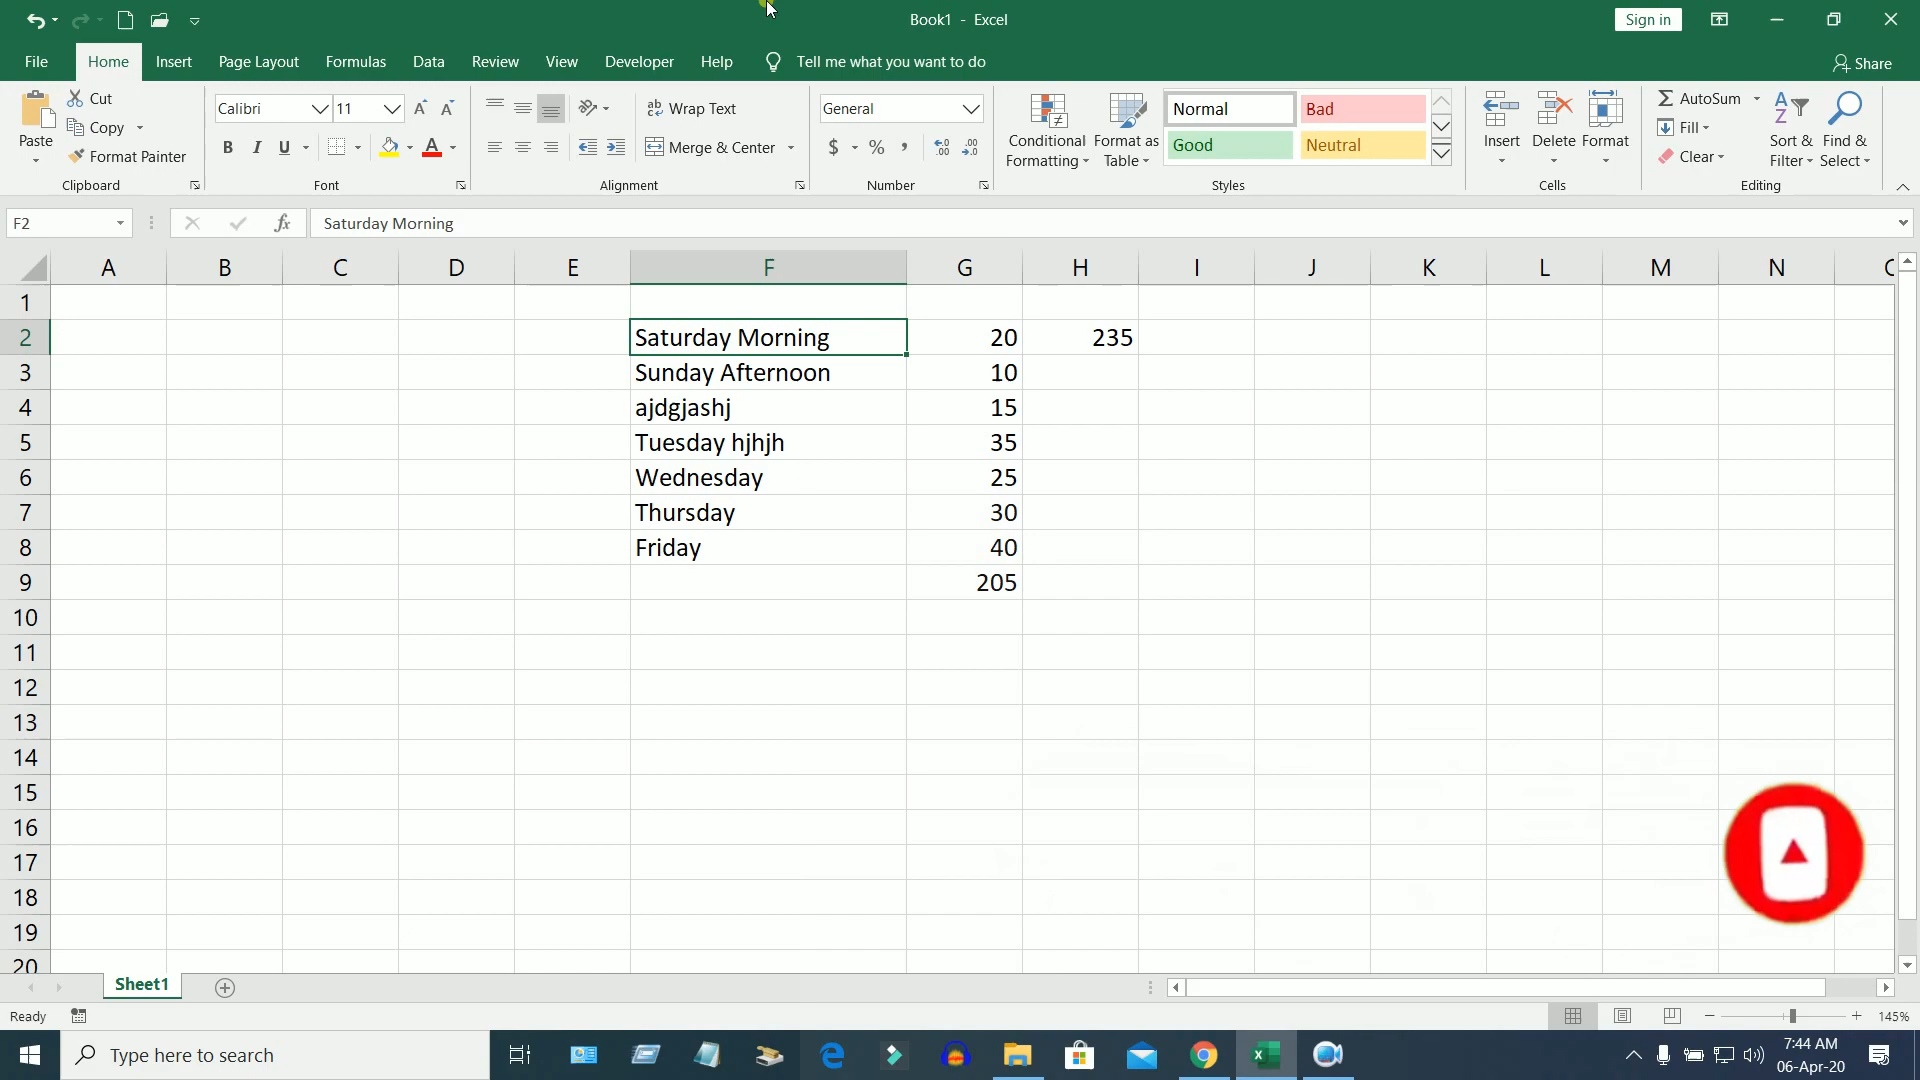 Book1 - Excel
Sign in
File Home Insert Page Layout Formulas Data Review View Developer Help Tell me what you want to do
Share
Paste
Cut
Copy
Format Painter
Clipboard
Calibri 11
B I U
Font
Wrap Text
Merge & Center
Alignment
General
$ % ,
Number
Conditional Formatting
Format as Table
Normal Bad
Good Neutral
Styles
Insert Delete Format
Cells
AutoSum
Fill
Clear
Sort & Filter
Find & Select
Editing
F2 fx Saturday Morning
A B C D E F G H I J K L M N
1
2 Saturday Morning 20 235
3 Sunday Afternoon 10
4 ajdgjashj 15
5 Tuesday hjhjh 35
6 Wednesday 25
7 Thursday 30
8 Friday 40
9 205
10
11
12
13
14
15
16
17
18
19
20
Sheet1
Ready 145%
Type here to search
7:44 AM
06-Apr-20